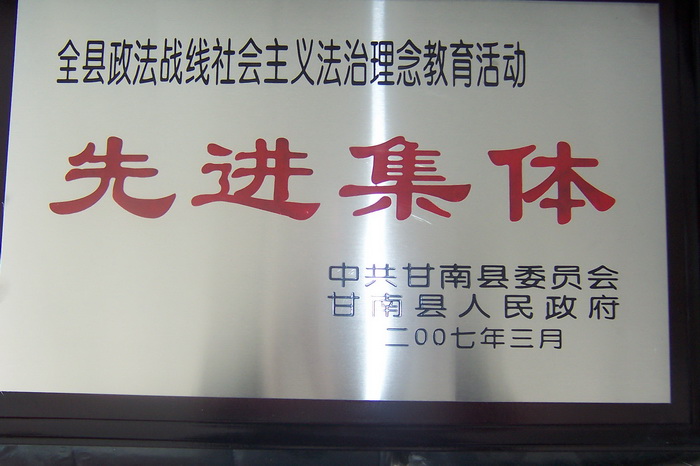 全县政法战线社会主义法治理念教育活动
先进集体
中共甘南县委员会
甘南县人民政府
二00七年三月